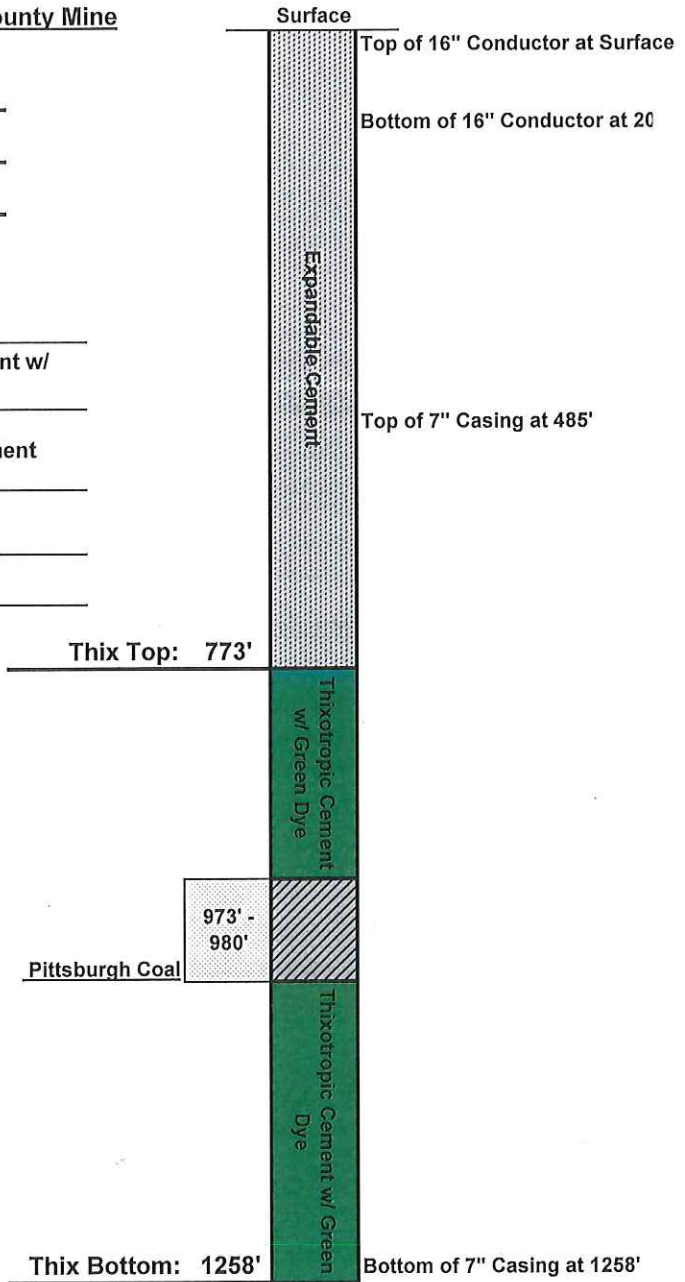 ounty Mine
Surface
Top of 16" Conductor at Surface
Bottom of 16" Conductor at 20
Expandable Cement
nt w/
Top of 7" Casing at 485'
ent
Thix Top: 773'
Thixotropic Cement
w/ Green Dye
973' -
980'
Pittsburgh Coal
Thixotropic Cement w/ Green
Dye
Thix Bottom: 1258'
Bottom of 7" Casing at 1258'